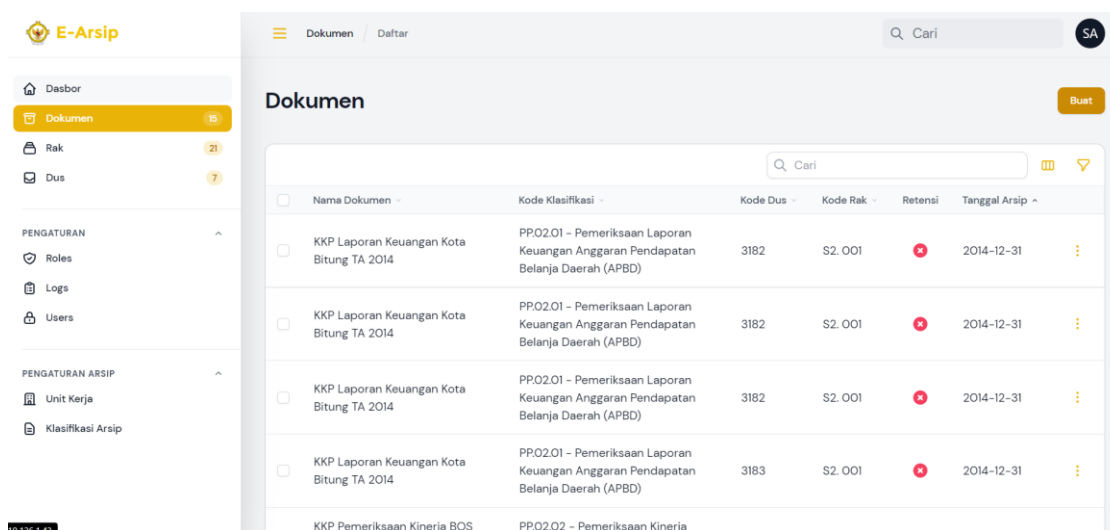 E-Arsip
Dokumen / Daftar
Cari
SA
Dasbor
Dokumen 15
Rak 21
Dus 7
PENGATURAN
Roles
Logs
Users
PENGATURAN ARSIP
Unit Kerja
Klasifikasi Arsip
Dokumen
Buat
Cari
Nama Dokumen Kode Klasifikasi Kode Dus Kode Rak Retensi Tanggal Arsip
KKP Laporan Keuangan Kota
Bitung TA 2014
PP.02.01 - Pemeriksaan Laporan
Keuangan Anggaran Pendapatan
Belanja Daerah (APBD)
3182 S2. 001 2014-12-31
KKP Laporan Keuangan Kota
Bitung TA 2014
PP.02.01 - Pemeriksaan Laporan
Keuangan Anggaran Pendapatan
Belanja Daerah (APBD)
3182 S2. 001 2014-12-31
KKP Laporan Keuangan Kota
Bitung TA 2014
PP.02.01 - Pemeriksaan Laporan
Keuangan Anggaran Pendapatan
Belanja Daerah (APBD)
3182 S2. 001 2014-12-31
KKP Laporan Keuangan Kota
Bitung TA 2014
PP.02.01 - Pemeriksaan Laporan
Keuangan Anggaran Pendapatan
Belanja Daerah (APBD)
3183 S2. 001 2014-12-31
KKP Pemeriksaan Kinerja BOS
PP.02.02 - Pemeriksaan Kinerja